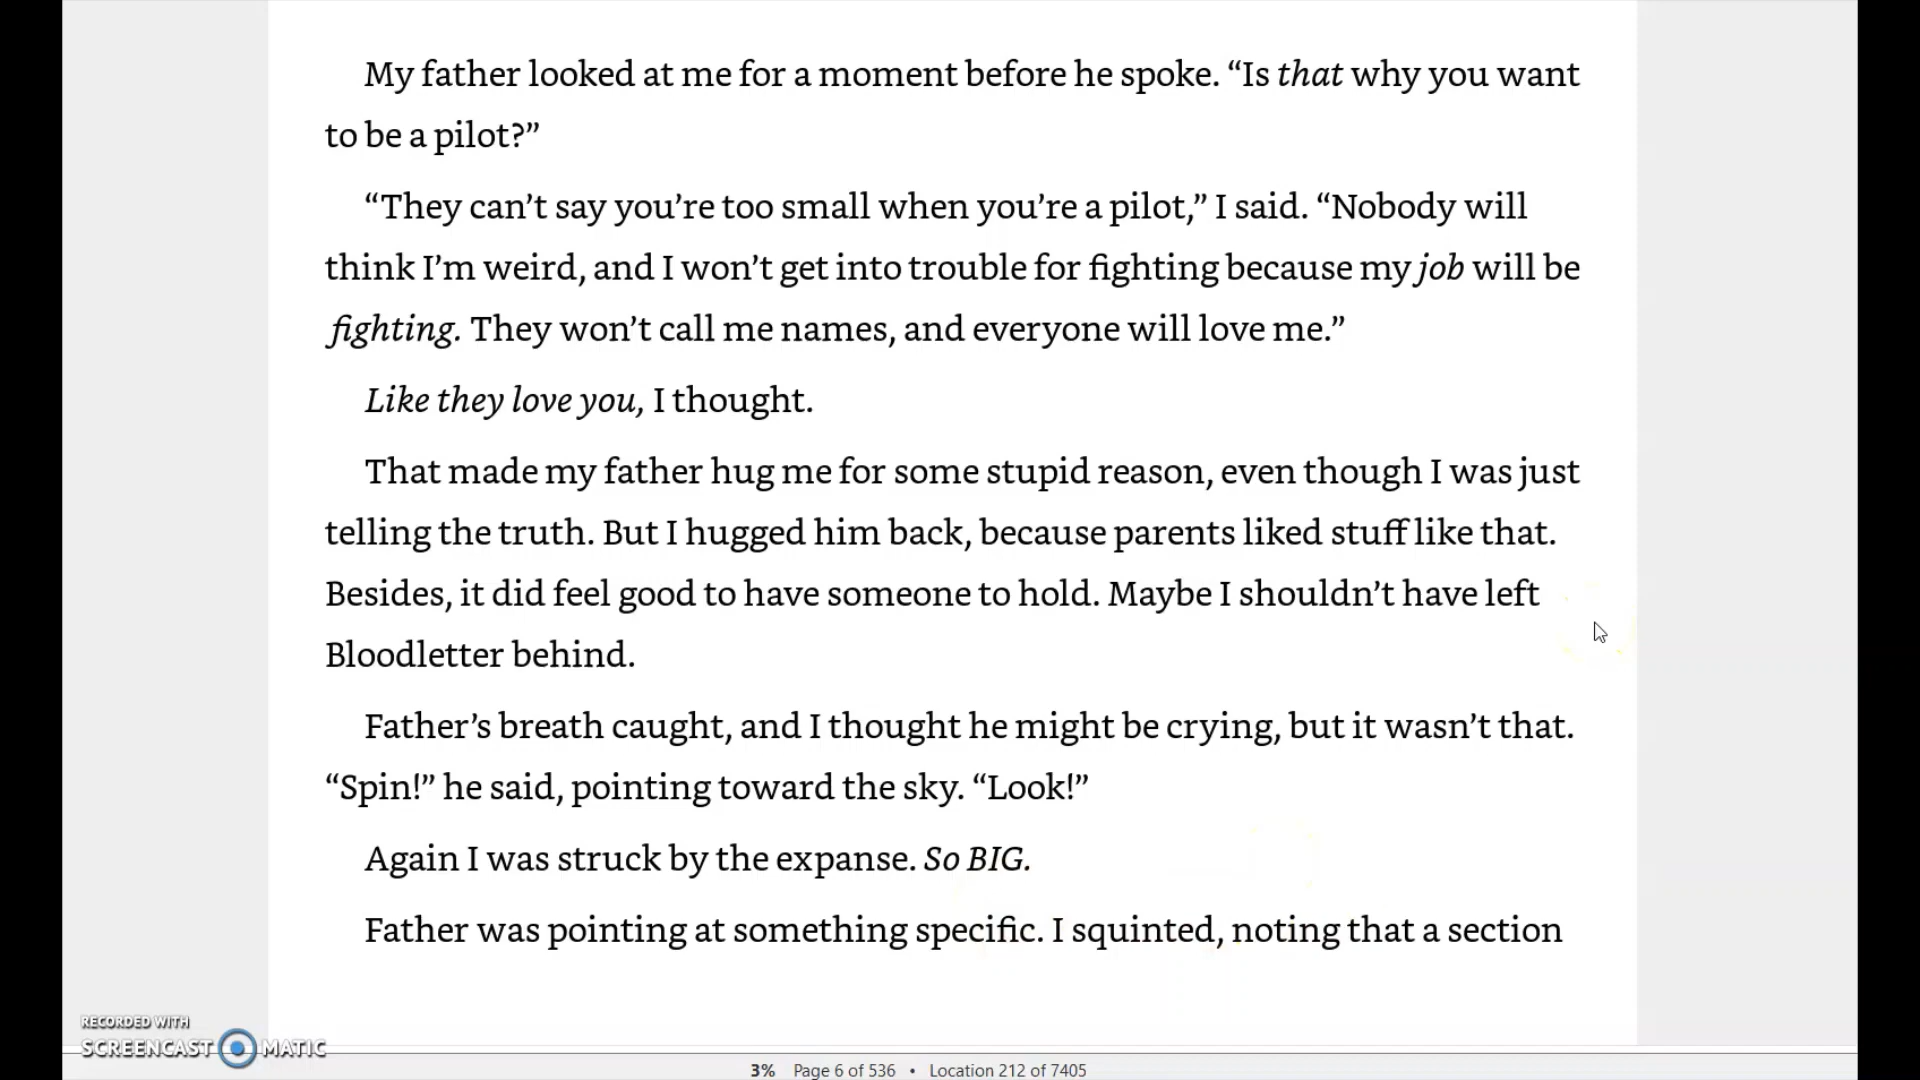 My father looked at me for a moment before he spoke. “Is that why you want
to be a pilot?”
“They can’t say you’re too small when you’re a pilot,” I said. “Nobody will
think I’m weird, and I won’t get into trouble for fighting because my job will be
fighting. They won’t call me names, and everyone will love me.”
Like they love you, I thought.
That made my father hug me for some stupid reason, even though I was just
telling the truth. But I hugged him back, because parents liked stuff like that.
Besides, it did feel good to have someone to hold. Maybe I shouldn’t have left
Bloodletter behind.
Father’s breath caught, and I thought he might be crying, but it wasn’t that.
“Spin!” he said, pointing toward the sky. “Look!”
Again I was struck by the expanse. So BIG.
Father was pointing at something specific. I squinted, noting that a section
RECORDED WITH
SCREENCAST MATIC
3% Page 6 of 536 • Location 212 of 7405